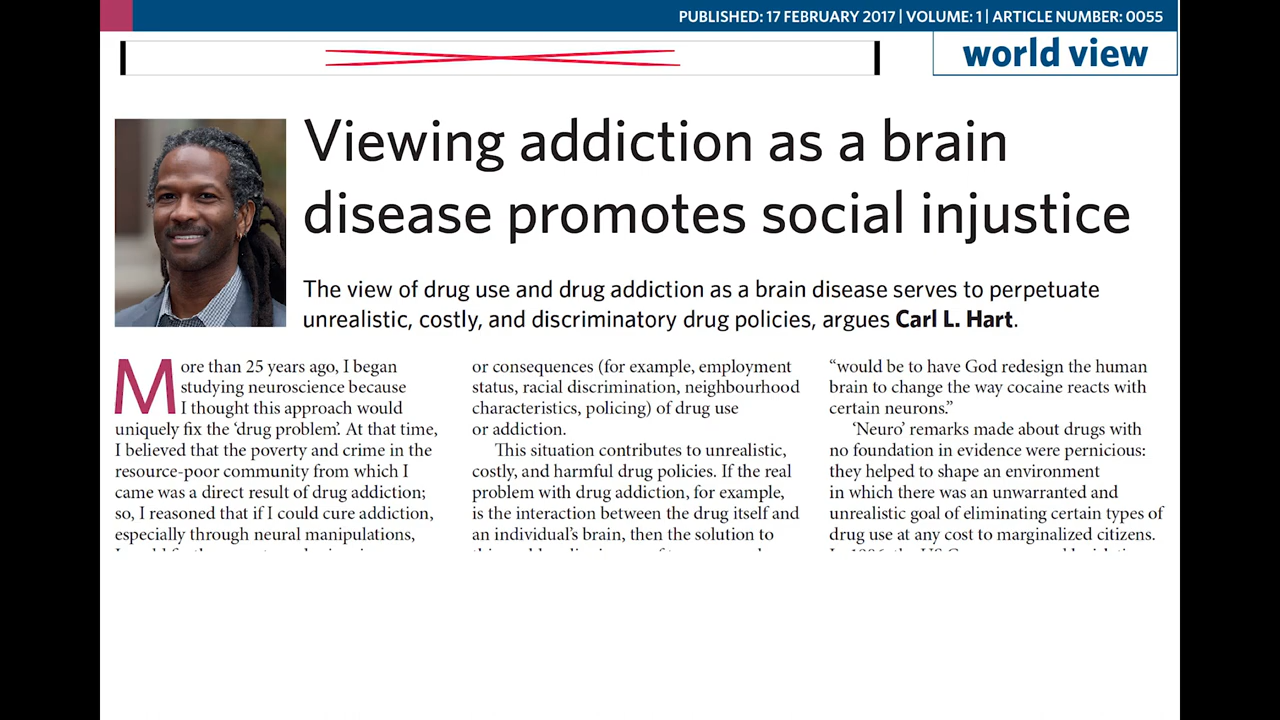 PUBLISHED: 17 FEBRUARY 2017 | VOLUME: 1 | ARTICLE NUMBER: 0055
world view
Viewing addiction as a brain
disease promotes social injustice
The view of drug use and drug addiction as a brain disease serves to perpetuate
unrealistic, costly, and discriminatory drug policies, argues Carl L. Hart.
More than 25 years ago, I began
studying neuroscience because
I thought this approach would
uniquely fix the ‘drug problem’. At that time,
I believed that the poverty and crime in the
resource-poor community from which I
came was a direct result of drug addiction;
so, I reasoned that if I could cure addiction,
especially through neural manipulations,
or consequences (for example, employment
status, racial discrimination, neighbourhood
characteristics, policing) of drug use
or addiction.
This situation contributes to unrealistic,
costly, and harmful drug policies. If the real
problem with drug addiction, for example,
is the interaction between the drug itself and
an individual’s brain, then the solution to
“would be to have God redesign the human
brain to change the way cocaine reacts with
certain neurons.”
‘Neuro’ remarks made about drugs with
no foundation in evidence were pernicious:
they helped to shape an environment
in which there was an unwarranted and
unrealistic goal of eliminating certain types of
drug use at any cost to marginalized citizens.